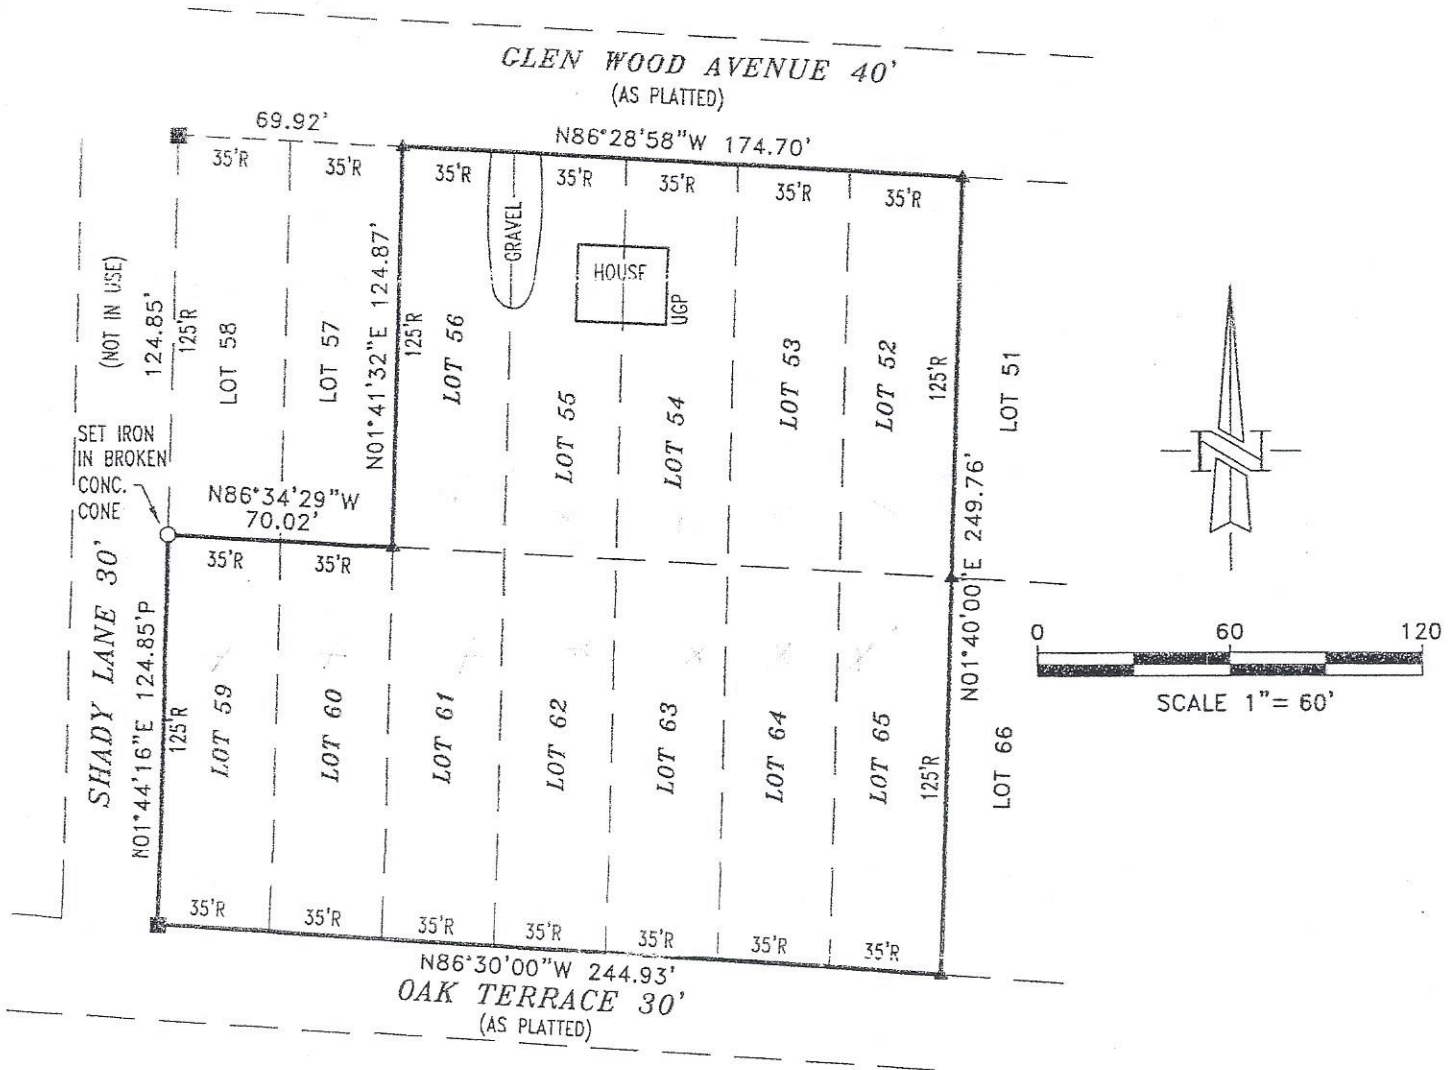 GLEN WOOD AVENUE 40'
(AS PLATTED)
69.92'
N86°28'58"W 174.70'
35'R
35'R
35'R
35'R
35'R
35'R
35'R
(NOT IN USE)
124.85'
125'R
LOT 58
LOT 57
N01°41'32"E 124.87'
125'R
LOT 56
GRAVEL
HOUSE
UGP
LOT 55
LOT 54
LOT 53
LOT 52
125'R
LOT 51
SET IRON
IN BROKEN
CONC.
CONE
N86°34'29"W
70.02'
35'R
35'R
N01°40'00"E 249.76'
SHADY LANE 30'
N01°44'16"E 124.85'P
125'R
LOT 59
LOT 60
LOT 61
LOT 62
LOT 63
LOT 64
LOT 65
125'R
LOT 66
0 60 120
SCALE 1"= 60'
35'R
35'R
35'R
35'R
35'R
35'R
35'R
N86°30'00"W 244.93'
OAK TERRACE 30'
(AS PLATTED)
N